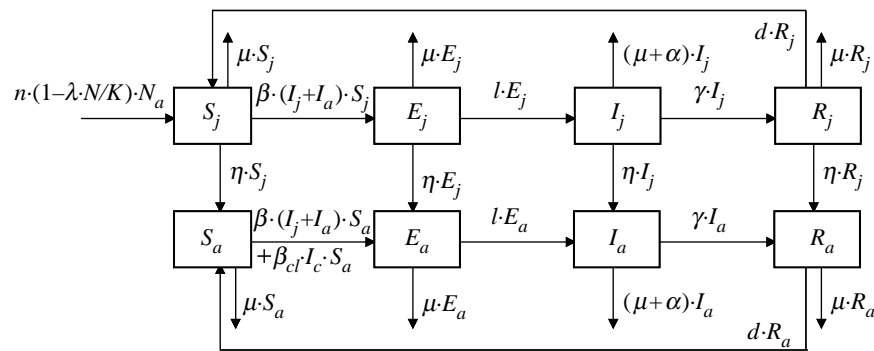 d·R_j
μ·S_j μ·E_j (μ+α)·I_j μ·R_j
n·(1–λ·N/K)·N_a β·(I_j+I_a)·S_j l·E_j γ·I_j
S_j E_j I_j R_j
η·S_j η·E_j η·I_j η·R_j
β·(I_j+I_a)·S_a l·E_a γ·I_a
S_a E_a I_a R_a
+β_cl·I_c·S_a
μ·S_a μ·E_a (μ+α)·I_a μ·R_a
d·R_a